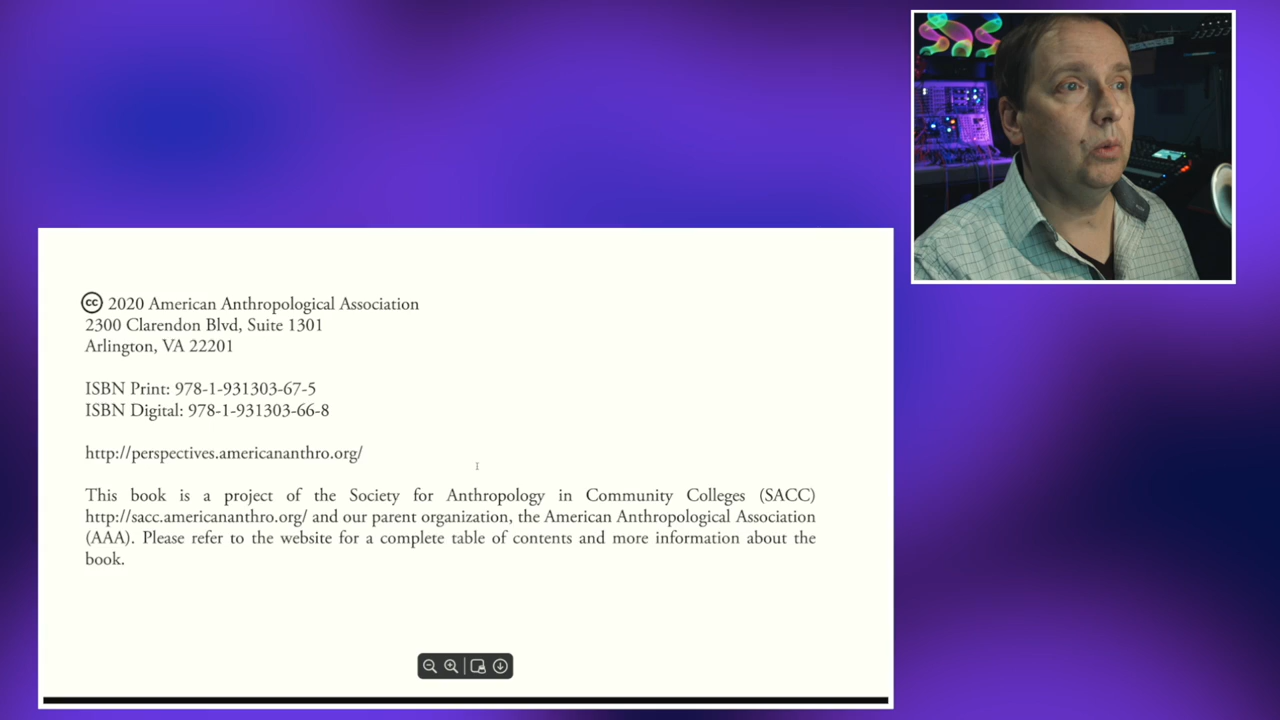 cc 2020 American Anthropological Association
2300 Clarendon Blvd, Suite 1301
Arlington, VA 22201
ISBN Print: 978-1-931303-67-5
ISBN Digital: 978-1-931303-66-8
http://perspectives.americananthro.org/
This book is a project of the Society for Anthropology in Community Colleges (SACC)
http://sacc.americananthro.org/ and our parent organization, the American Anthropological Association
(AAA). Please refer to the website for a complete table of contents and more information about the
book.